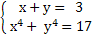 x + y = 3
x⁴+ y⁴ = 17